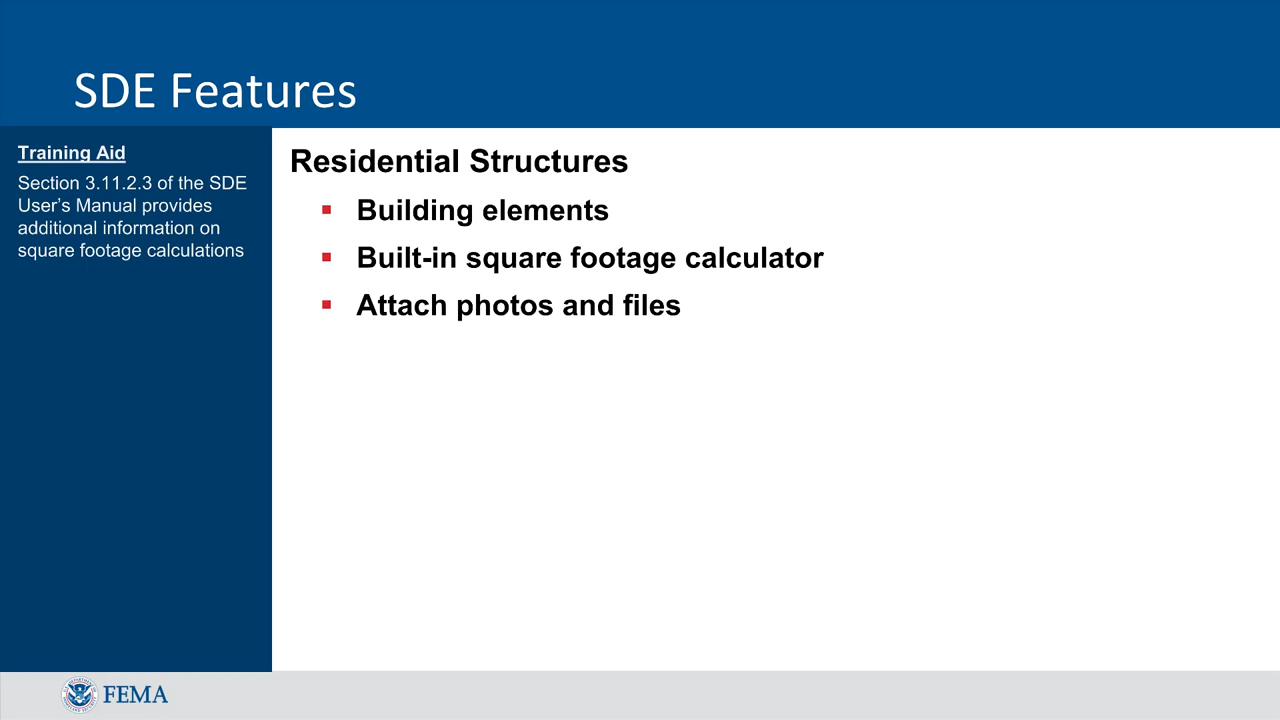 SDE Features
Training Aid
Section 3.11.2.3 of the SDE
User’s Manual provides
additional information on
square footage calculations
Residential Structures
Building elements
Built-in square footage calculator
Attach photos and files
FEMA